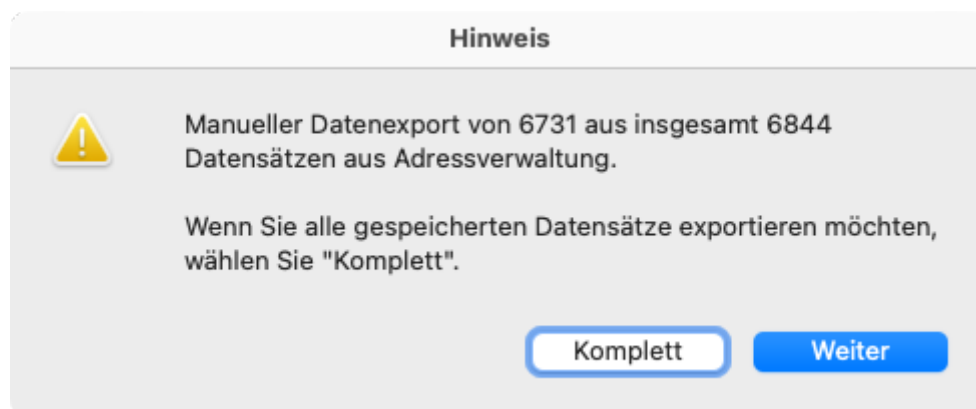 Hinweis
Manueller Datenexport von 6731 aus insgesamt 6844
Datensätzen aus Adressverwaltung.
Wenn Sie alle gespeicherten Datensätze exportieren möchten,
wählen Sie "Komplett".
Komplett
Weiter